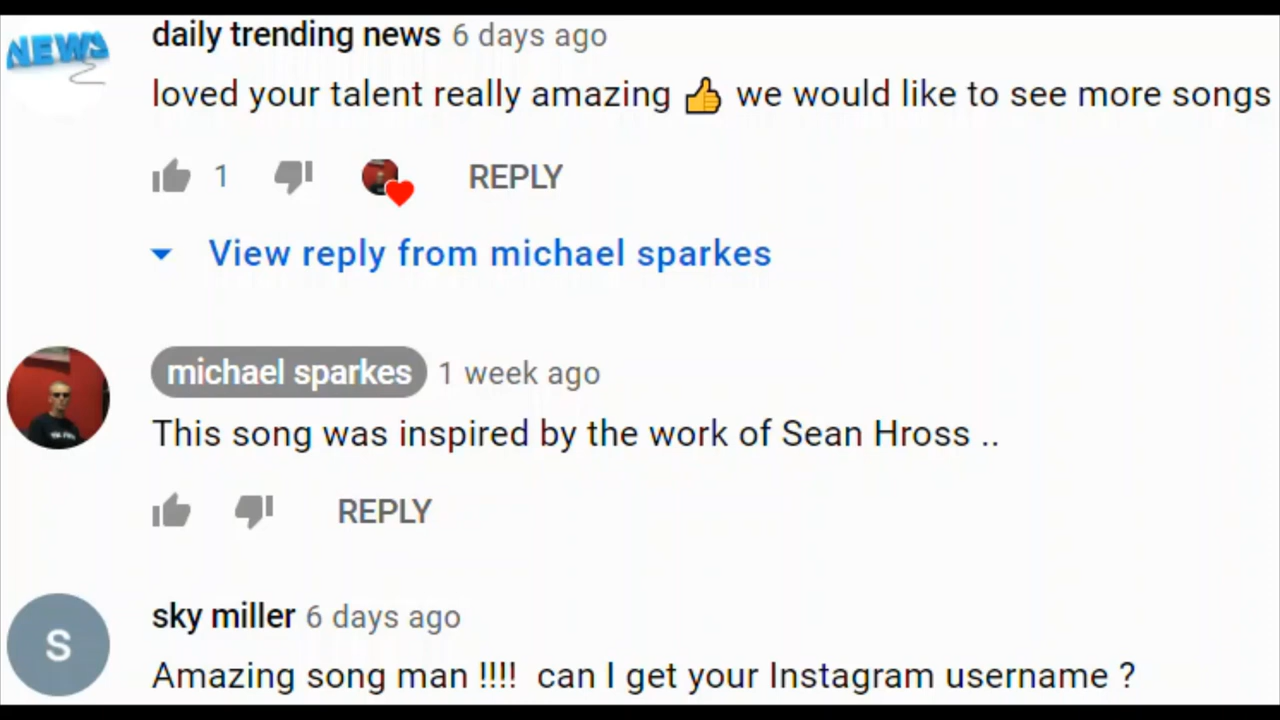 NEWS
daily trending news 6 days ago
loved your talent really amazing 👍 we would like to see more songs
1 REPLY
View reply from michael sparkes
michael sparkes 1 week ago
This song was inspired by the work of Sean Hross ..
REPLY
S
sky miller 6 days ago
Amazing song man !!!! can I get your Instagram username ?